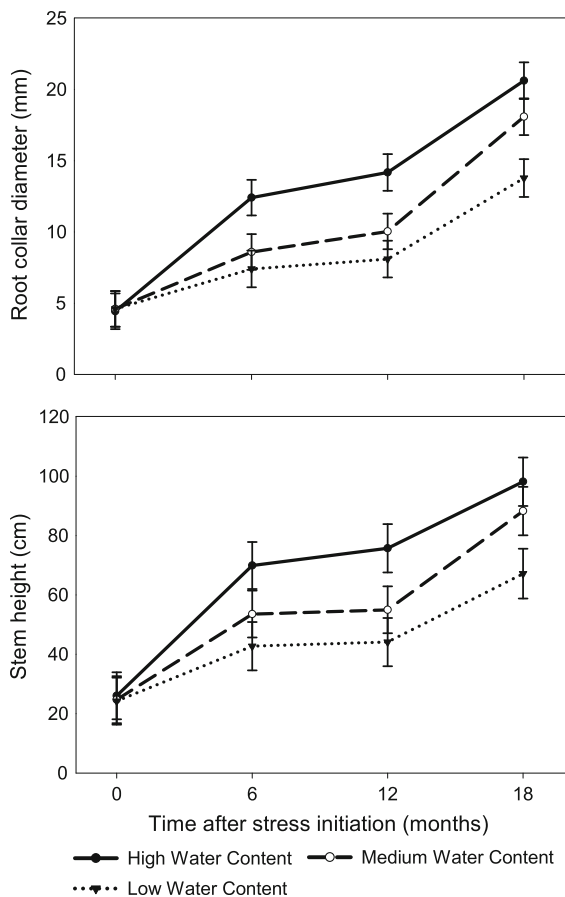 25
20
15
10
5
0
Root collar diameter (mm)
120
100
80
60
40
20
0
Stem height (cm)
0 6 12 18
Time after stress initiation (months)
High Water Content Medium Water Content
Low Water Content